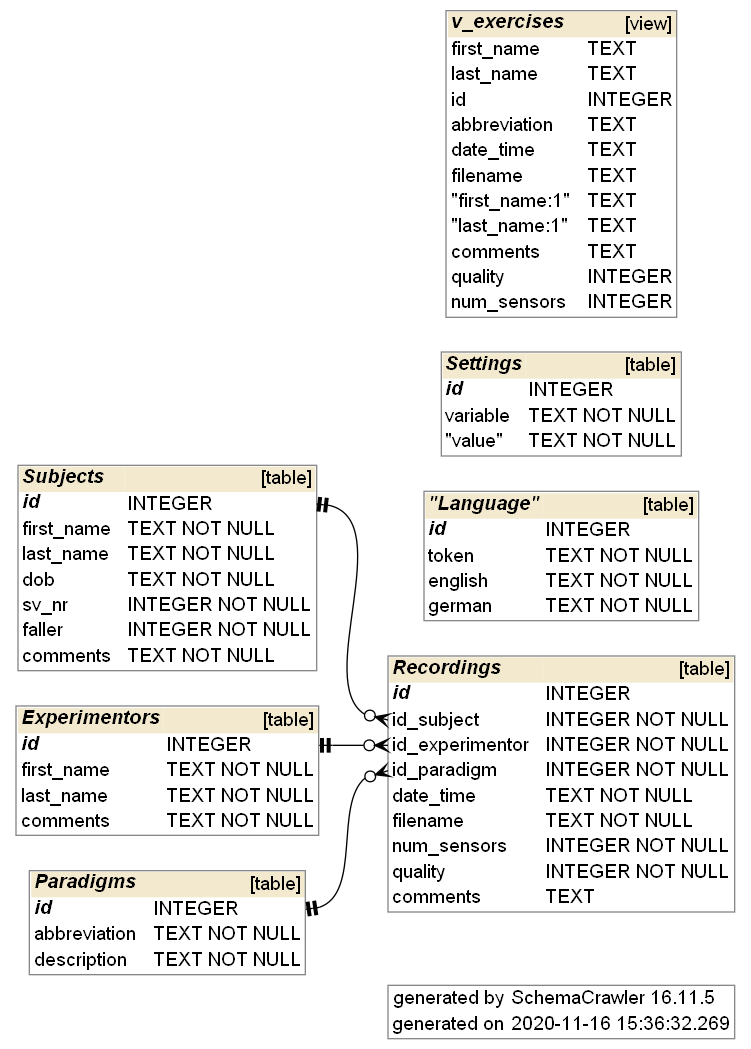 v_exercises [view]
first_name TEXT
last_name TEXT
id INTEGER
abbreviation TEXT
date_time TEXT
filename TEXT
"first_name:1" TEXT
"last_name:1" TEXT
comments TEXT
quality INTEGER
num_sensors INTEGER
Settings [table]
id INTEGER
variable TEXT NOT NULL
"value" TEXT NOT NULL
Subjects [table]
id INTEGER
first_name TEXT NOT NULL
last_name TEXT NOT NULL
dob TEXT NOT NULL
sv_nr INTEGER NOT NULL
faller INTEGER NOT NULL
comments TEXT NOT NULL
"Language" [table]
id INTEGER
token TEXT NOT NULL
english TEXT NOT NULL
german TEXT NOT NULL
Recordings [table]
id INTEGER
id_subject INTEGER NOT NULL
id_experimentor INTEGER NOT NULL
id_paradigm INTEGER NOT NULL
date_time TEXT NOT NULL
filename TEXT NOT NULL
num_sensors INTEGER NOT NULL
quality INTEGER NOT NULL
comments TEXT
Experimentors [table]
id INTEGER
first_name TEXT NOT NULL
last_name TEXT NOT NULL
comments TEXT NOT NULL
Paradigms [table]
id INTEGER
abbreviation TEXT NOT NULL
description TEXT NOT NULL
generated by SchemaCrawler 16.11.5
generated on 2020-11-16 15:36:32.269